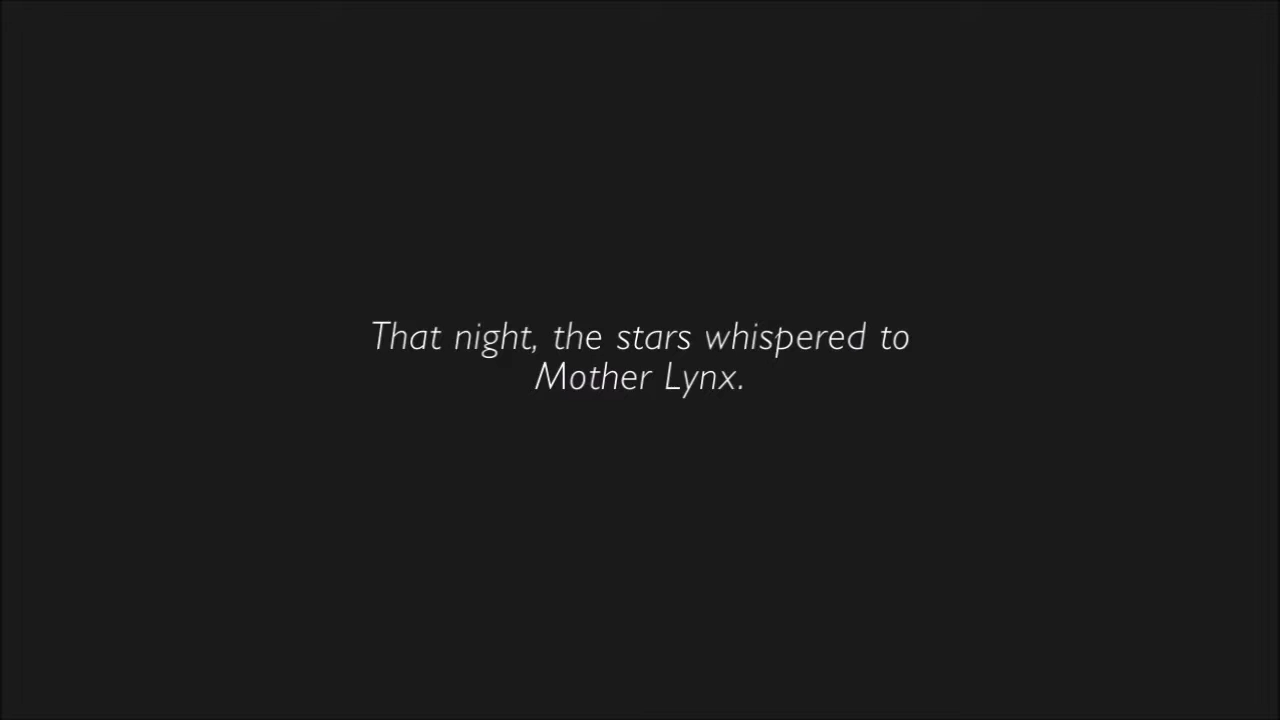 That night, the stars whispered to
Mother Lynx.